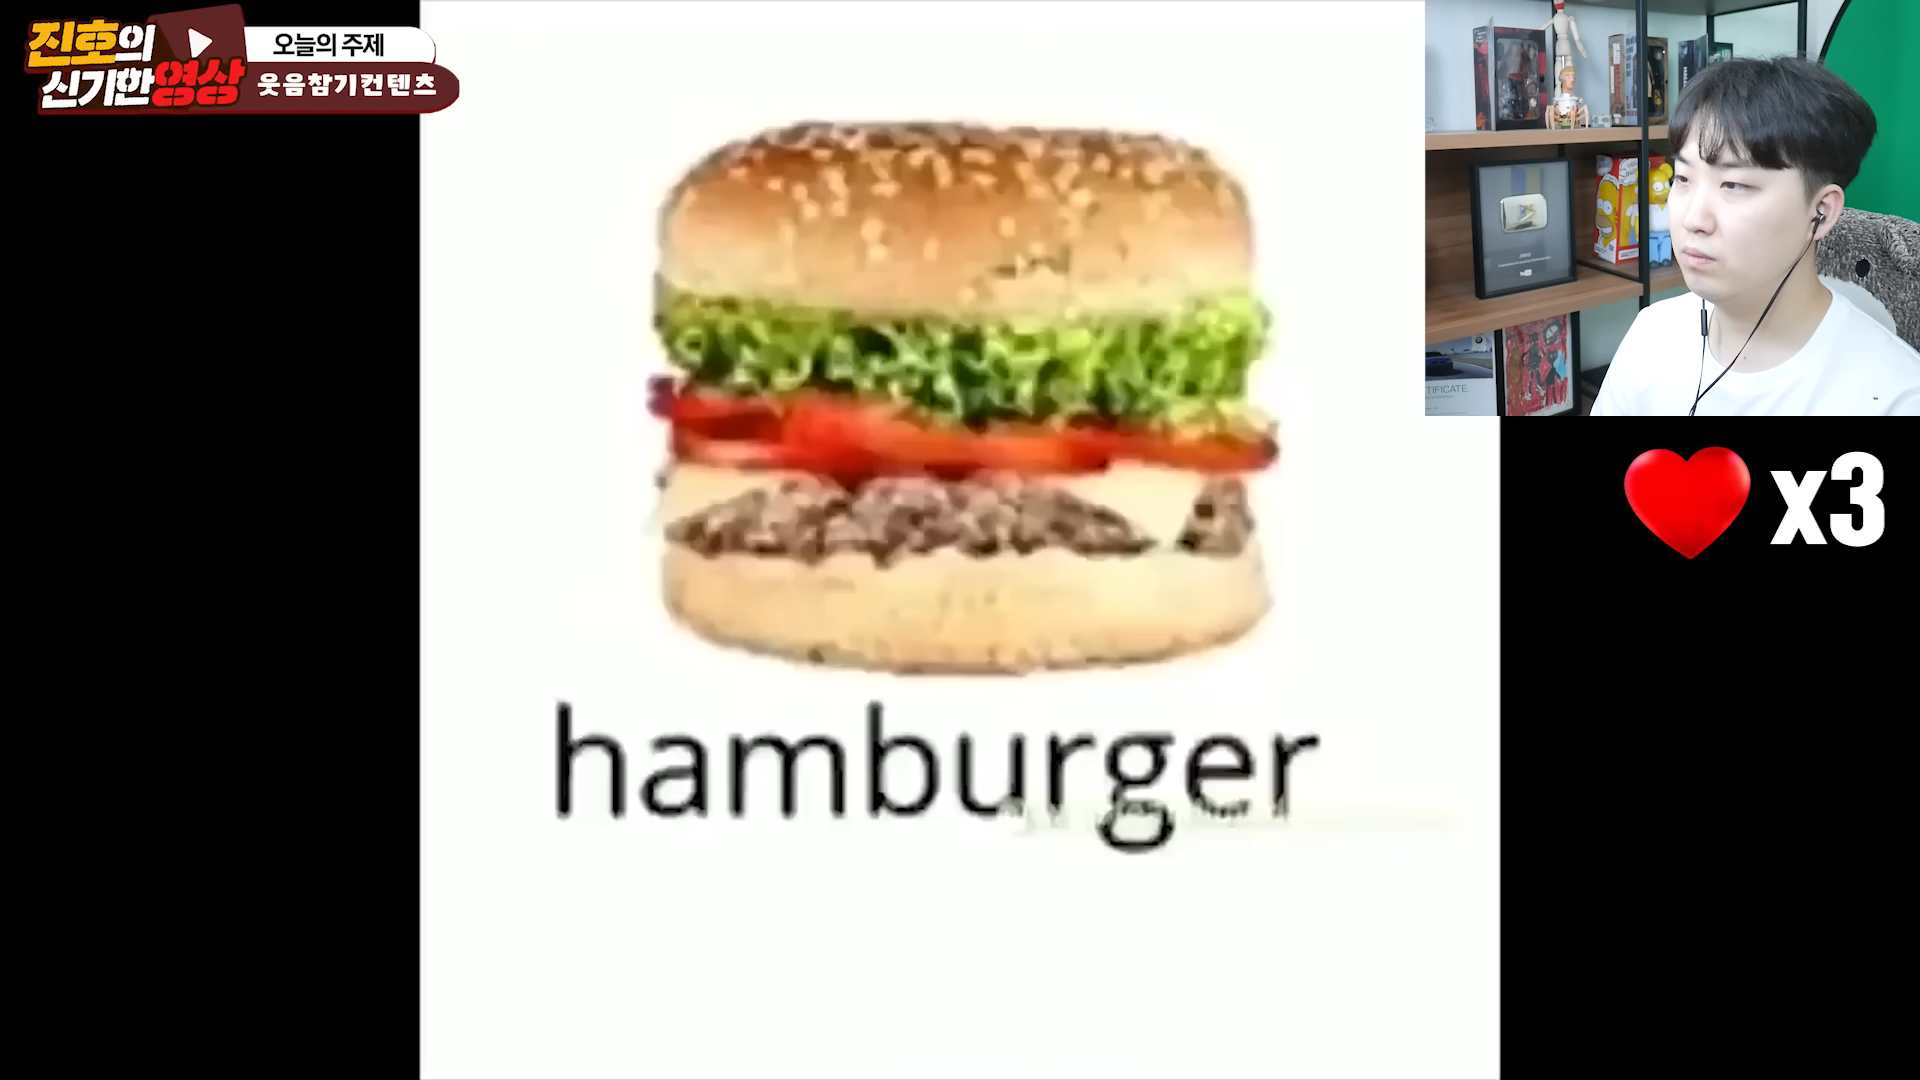 진호의
신기한영상
오늘의 주제
웃음참기컨텐츠
TIFICATE.
x3
hamburger